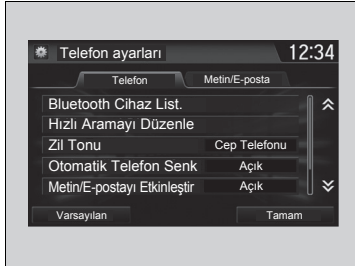 Telefon ayarları 12:34
Telefon Metin/E-posta
Bluetooth Cihaz List.
Hızlı Aramayı Düzenle
Zil Tonu Cep Telefonu
Otomatik Telefon Senk Açık
Metin/E-postayı Etkinleştir Açık
Varsayılan Tamam